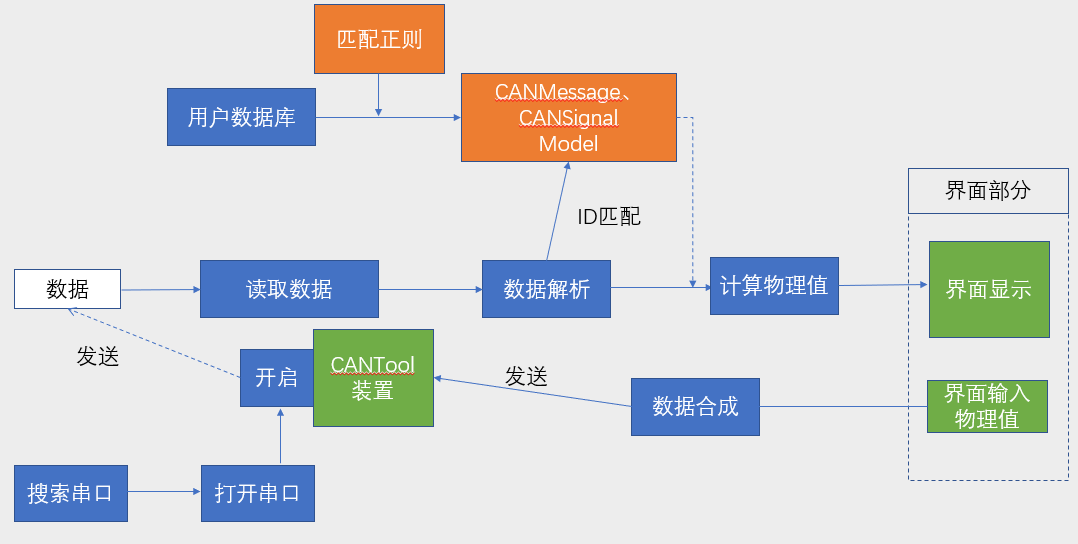 匹配正则
用户数据库
CANMessage、
CANSignal
Model
ID匹配
界面部分
数据
读取数据
数据解析
计算物理值
界面显示
发送
开启
CANTool
装置
发送
数据合成
界面输入
物理值
搜索串口
打开串口